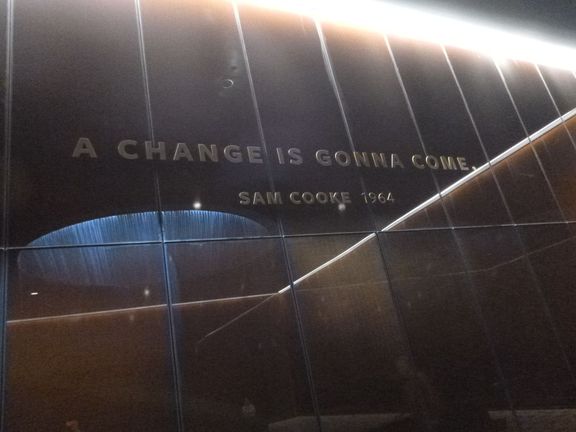 A CHANGE IS GONNA COME.
SAM COOKE 1964